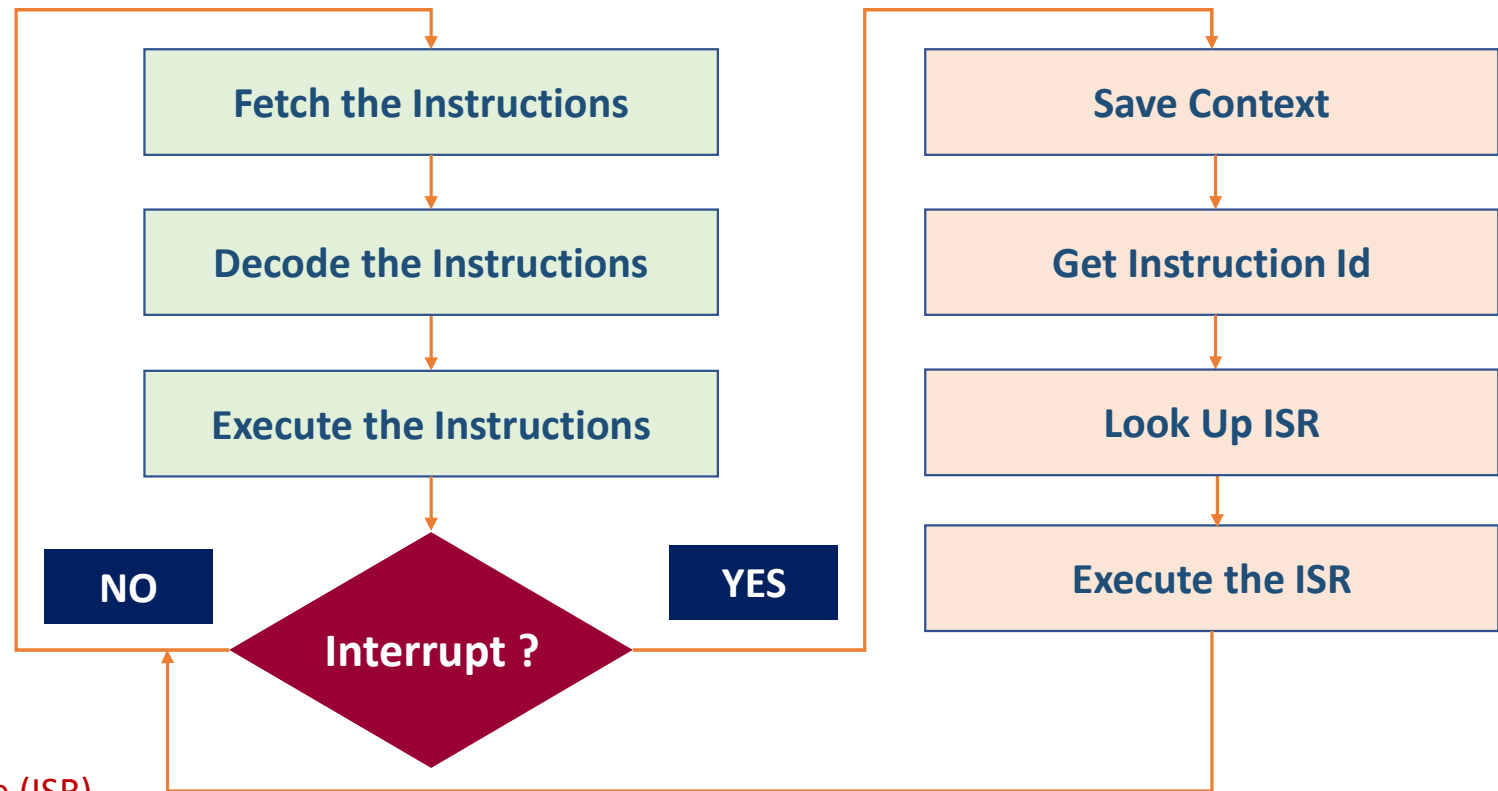 Fetch the Instructions
Decode the Instructions
Execute the Instructions
NO
Interrupt ?
YES
Save Context
Get Instruction Id
Look Up ISR
Execute the ISR
(ISR)